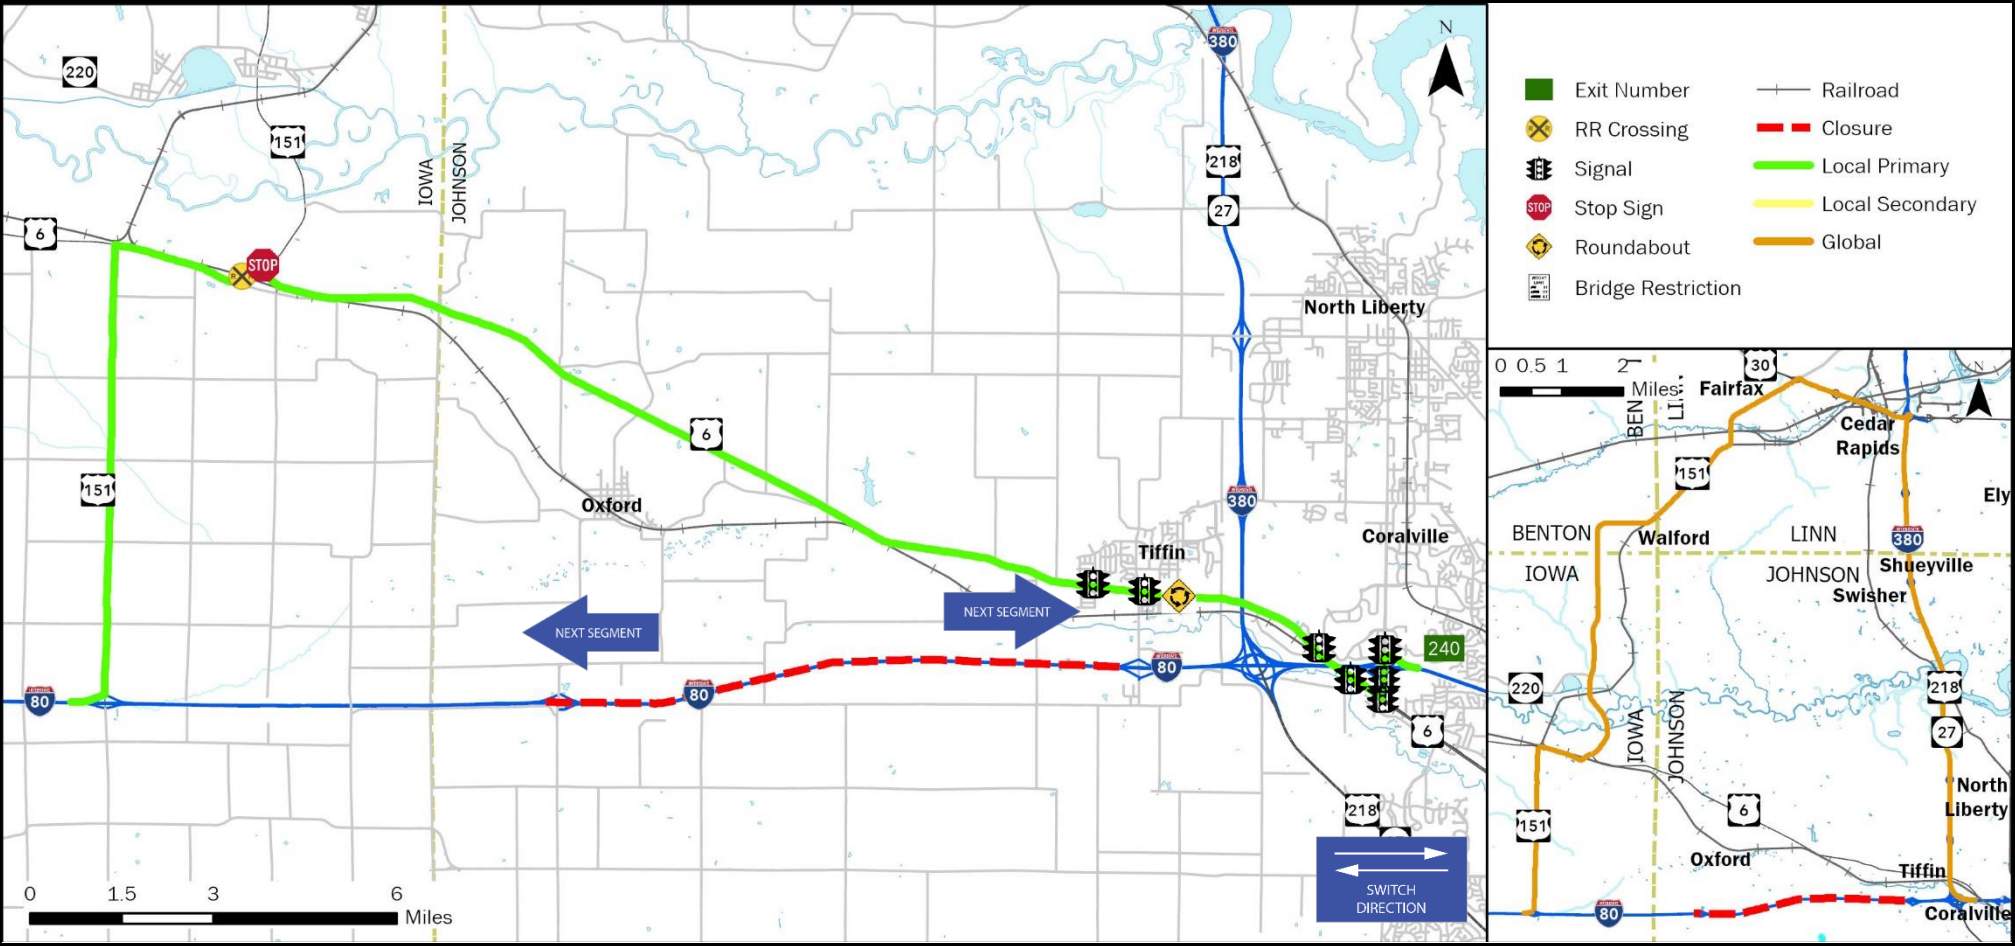 220
380
N
151
IOWA
JOHNSON
218
6
STOP
27
North Liberty
6
151
Oxford
380
Coralville
Tiffin
NEXT SEGMENT
NEXT SEGMENT
240
80
80
80
6
218
SWITCH
DIRECTION
0 1.5 3 6
Miles
Exit Number
RR Crossing
Signal
STOP
Stop Sign
Roundabout
Bridge Restriction
Railroad
Closure
Local Primary
Local Secondary
Global
0 0.5 1 2
Miles
30
Fairfax
N
Cedar
Rapids
151
Ely
BENTON
LINN
Walford
380
IOWA
JOHNSON
Shueyville
Swisher
220
218
IOWA
JOHNSON
27
North
Liberty
6
151
Oxford
Tiffin
80
Coralville